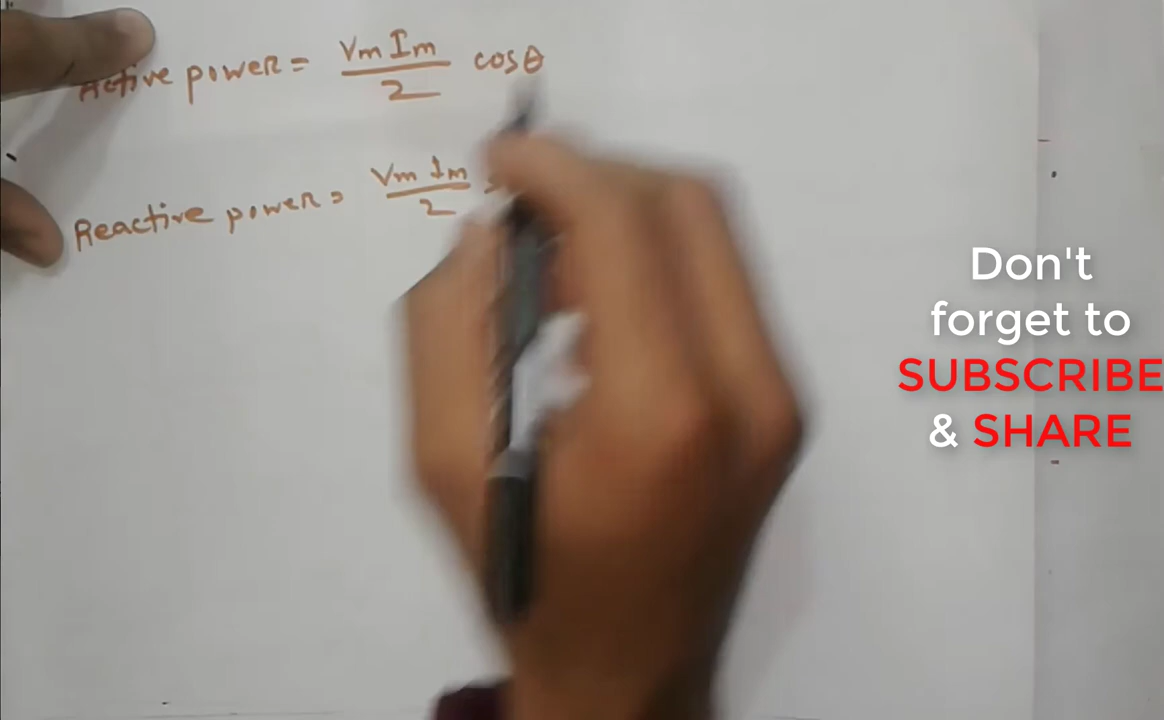 Active power = Vm Im / 2 cosθ
Reactive power = Vm Im / 2
Don't
forget to
SUBSCRIBE
& SHARE